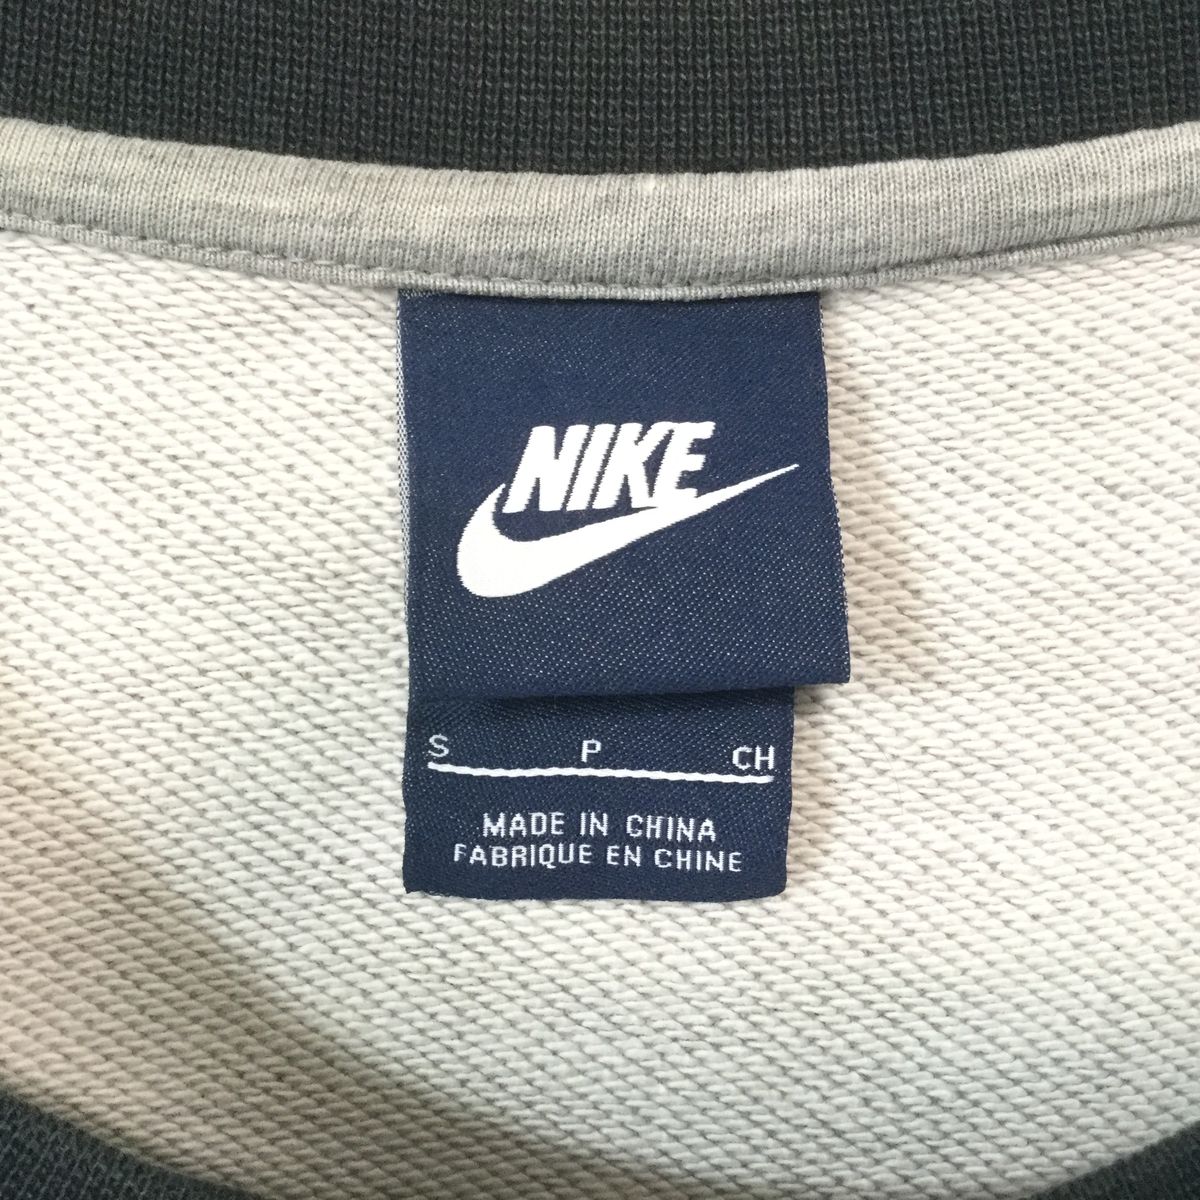 NIKE
S P CH
MADE IN CHINA
FABRIQUE EN CHINE